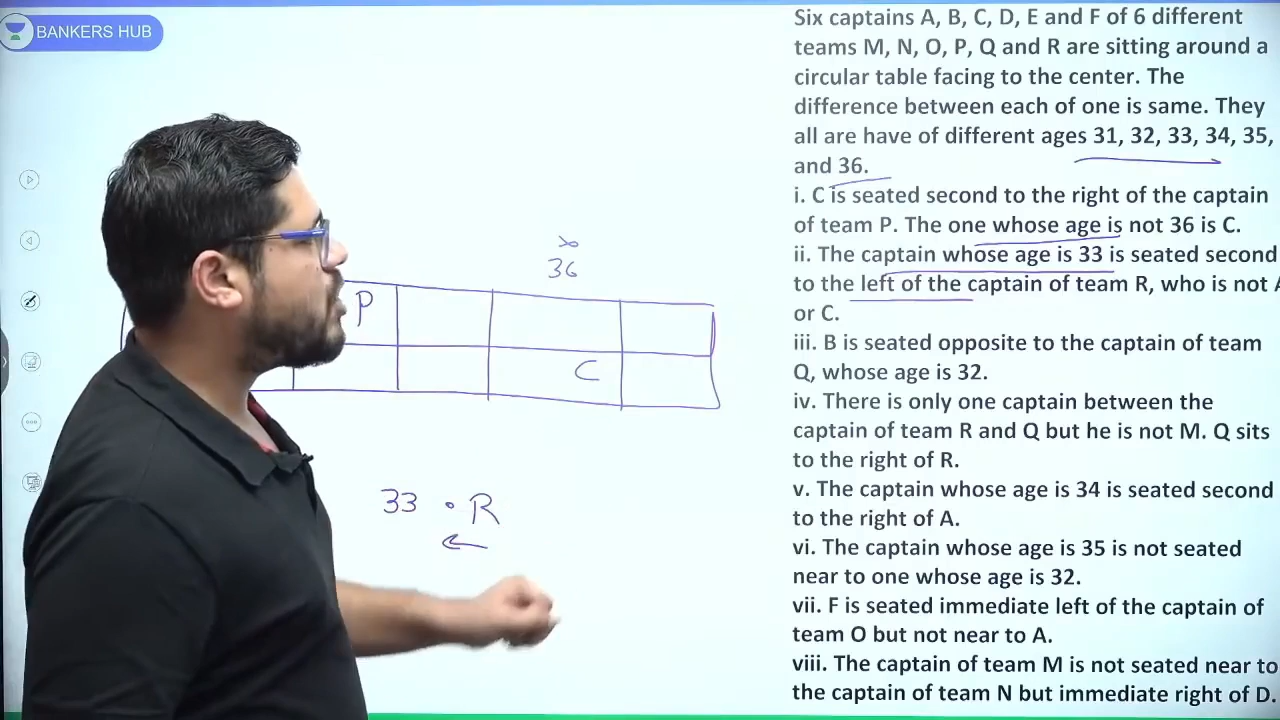 BANKERS HUB
Six captains A, B, C, D, E and F of 6 different
teams M, N, O, P, Q and R are sitting around a
circular table facing to the center. The
difference between each of one is same. They
all are have of different ages 31, 32, 33, 34, 35,
and 36.
i. C is seated second to the right of the captain
of team P. The one whose age is not 36 is C.
ii. The captain whose age is 33 is seated second
to the left of the captain of team R, who is not A
or C.
iii. B is seated opposite to the captain of team
Q, whose age is 32.
iv. There is only one captain between the
captain of team R and Q but he is not M. Q sits
to the right of R.
v. The captain whose age is 34 is seated second
to the right of A.
vi. The captain whose age is 35 is not seated
near to one whose age is 32.
vii. F is seated immediate left of the captain of
team O but not near to A.
viii. The captain of team M is not seated near to
the captain of team N but immediate right of D.
36
P
C
33 • R